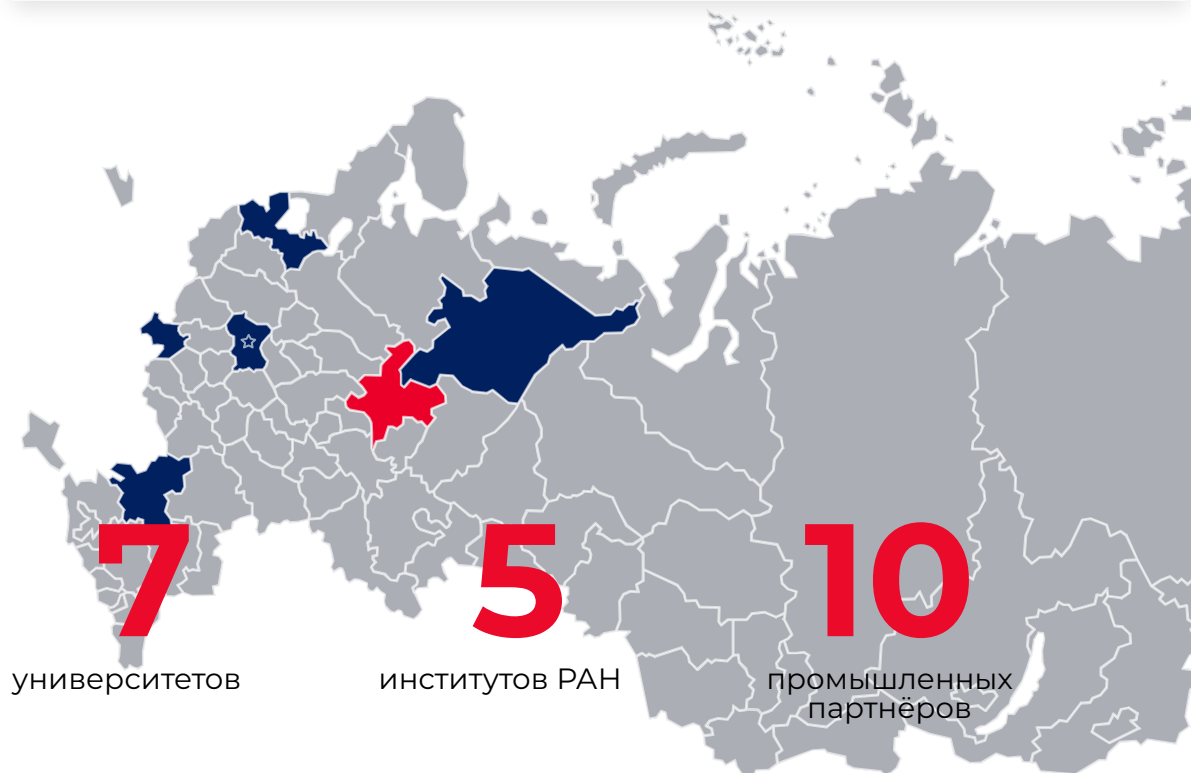 7
университетов
5
институтов РАН
10
промышленных
партнёров